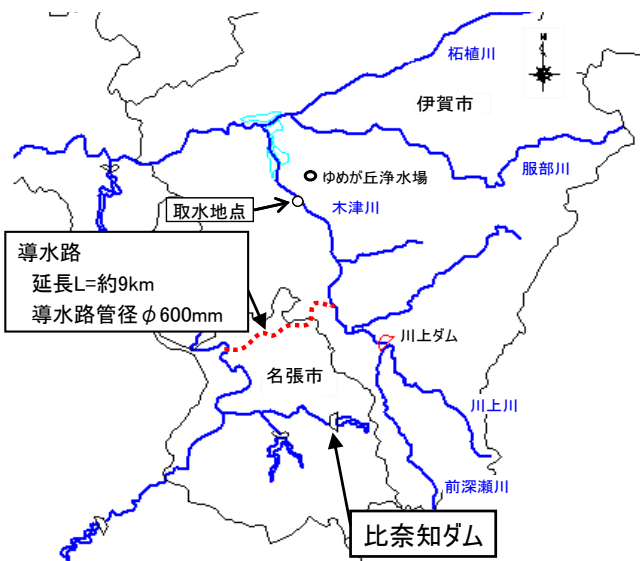 柘植川
N
伊賀市
服部川
ゆめが丘浄水場
取水地点
木津川
導水路
延長L=約9km
導水路管径φ600mm
川上ダム
名張市
川上川
前深瀬川
比奈知ダム